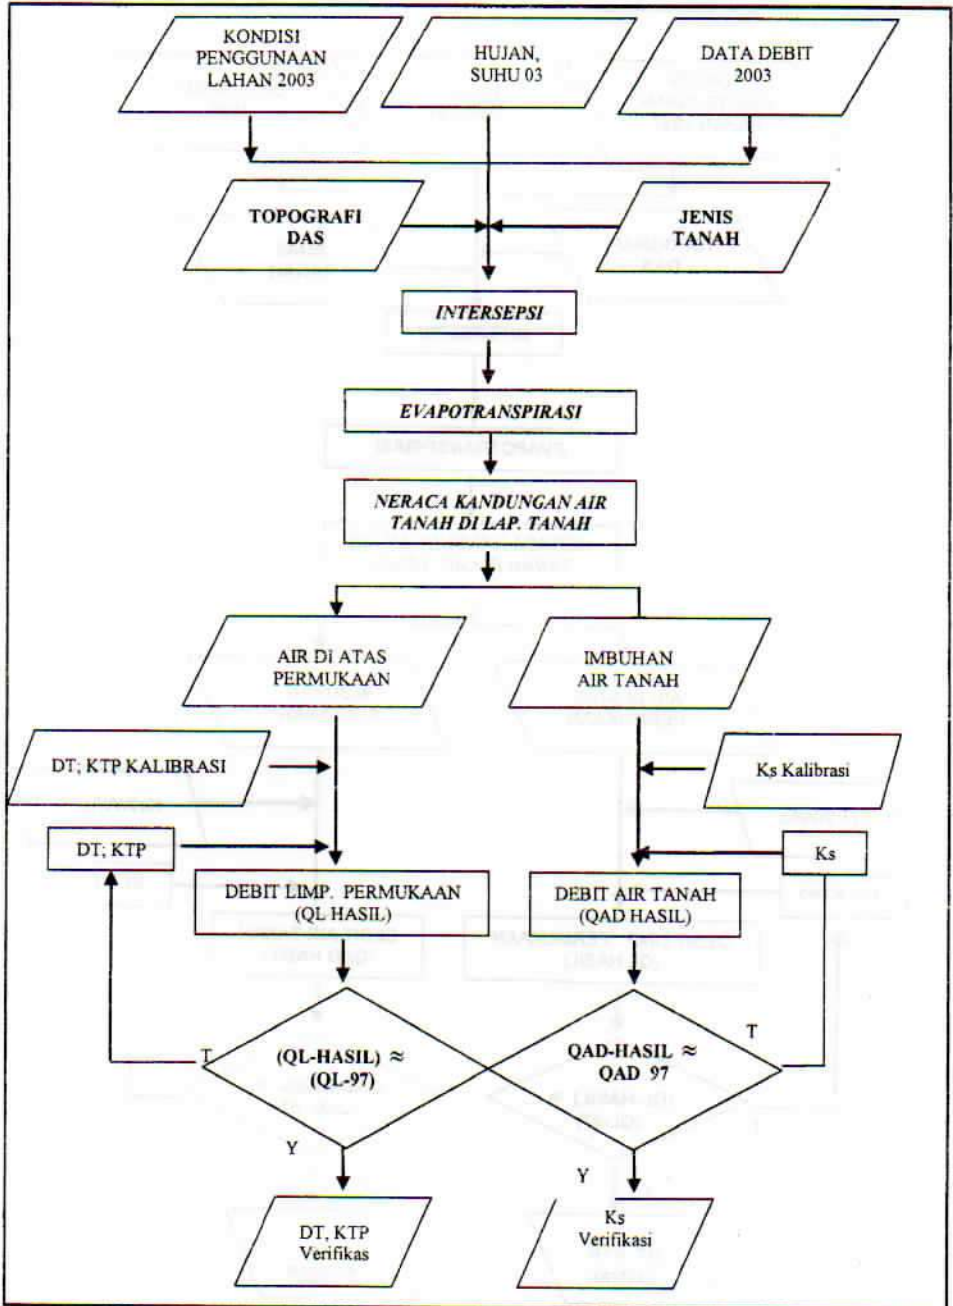 KONDISI
PENGGUNAAN
LAHAN 2003
HUJAN,
SUHU 03
DATA DEBIT
2003
TOPOGRAFI
DAS
JENIS
TANAH
INTERSEPSI
EVAPOTRANSPIRASI
NERACA KANDUNGAN AIR
TANAH DI LAP. TANAH
AIR DI ATAS
PERMUKAAN
IMBUHAN
AIR TANAH
DT; KTP KALIBRASI
Ks Kalibrasi
DT; KTP
Ks
DEBIT LIMP. PERMUKAAN
(QL HASIL)
DEBIT AIR TANAH
(QAD HASIL)
T
(QL-HASIL) ≈
(QL-97)
QAD-HASIL ≈
QAD 97
T
Y
Y
DT, KTP
Verifikas
Ks
Verifikasi